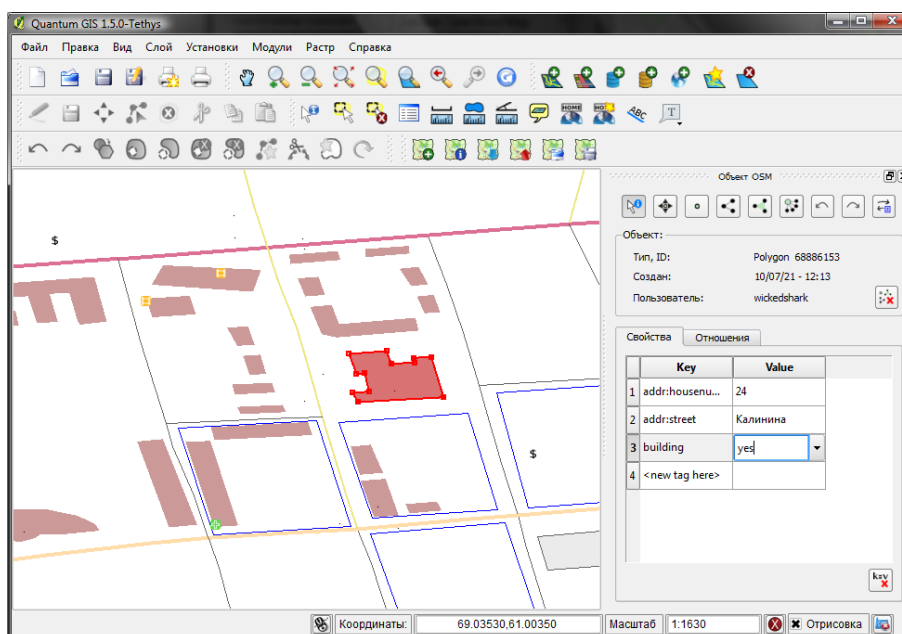 Quantum GIS 1.5.0-Tethys
Файл Правка Вид Слой Установки Модули Растр Справка
ABC T
Объект OSM
$
Объект:
Тип, ID: Polygon 68886153
Создан: 10/07/21 - 12:13
Пользователь: wickedshark
Свойства Отношения
Key Value
1 addr:housenu... 24
2 addr:street Калинина
3 building yes
4 <new tag here>
$
k=v
Координаты: 69.03530,61.00350 Масштаб 1:1630 Отрисовка